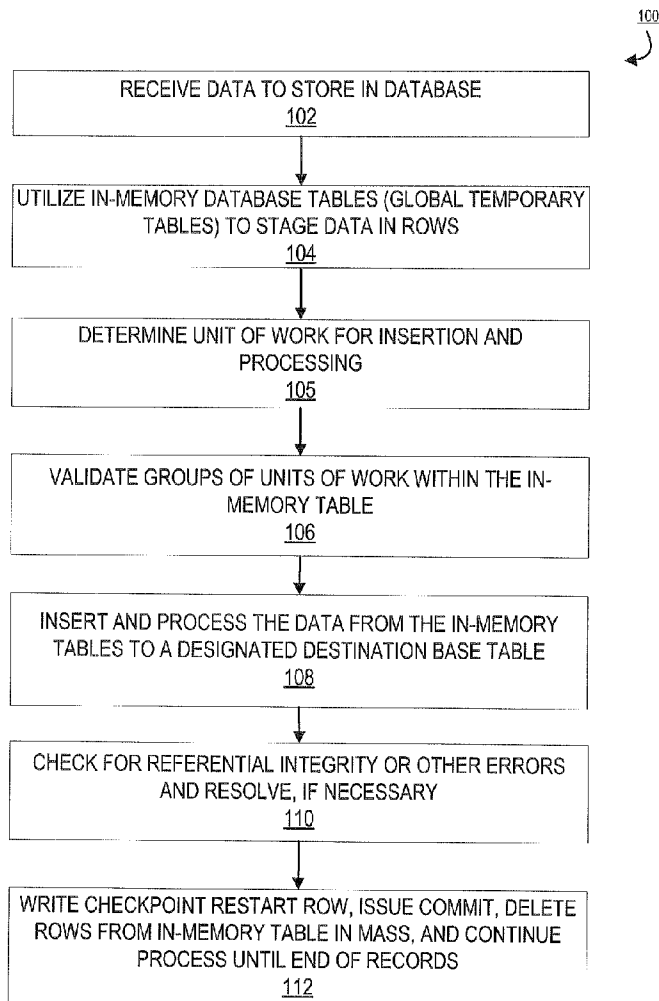 100
RECEIVE DATA TO STORE IN DATABASE
102
UTILIZE IN-MEMORY DATABASE TABLES (GLOBAL TEMPORARY
TABLES) TO STAGE DATA IN ROWS
104
DETERMINE UNIT OF WORK FOR INSERTION AND
PROCESSING
105
VALIDATE GROUPS OF UNITS OF WORK WITHIN THE IN-
MEMORY TABLE
106
INSERT AND PROCESS THE DATA FROM THE IN-MEMORY
TABLES TO A DESIGNATED DESTINATION BASE TABLE
108
CHECK FOR REFERENTIAL INTEGRITY OR OTHER ERRORS
AND RESOLVE, IF NECESSARY
110
WRITE CHECKPOINT RESTART ROW, ISSUE COMMIT, DELETE
ROWS FROM IN-MEMORY TABLE IN MASS, AND CONTINUE
PROCESS UNTIL END OF RECORDS
112